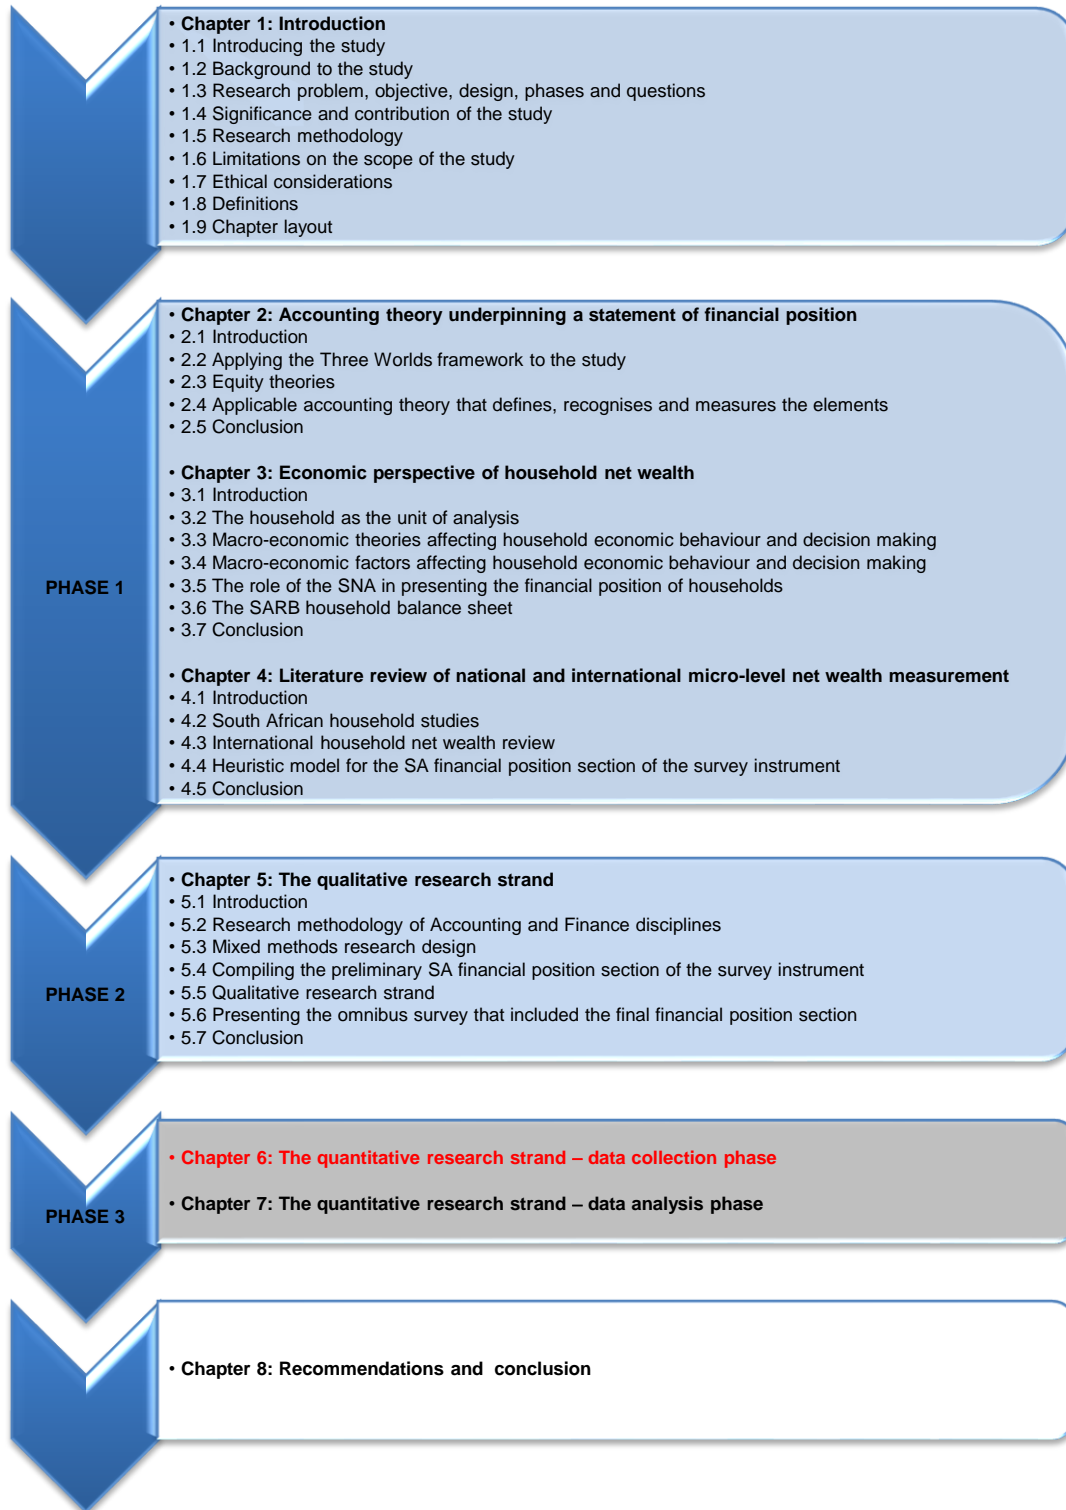 • Chapter 1: Introduction
• 1.1 Introducing the study
• 1.2 Background to the study
• 1.3 Research problem, objective, design, phases and questions
• 1.4 Significance and contribution of the study
• 1.5 Research methodology
• 1.6 Limitations on the scope of the study
• 1.7 Ethical considerations
• 1.8 Definitions
• 1.9 Chapter layout
PHASE 1
• Chapter 2: Accounting theory underpinning a statement of financial position
• 2.1 Introduction
• 2.2 Applying the Three Worlds framework to the study
• 2.3 Equity theories
• 2.4 Applicable accounting theory that defines, recognises and measures the elements
• 2.5 Conclusion
• Chapter 3: Economic perspective of household net wealth
• 3.1 Introduction
• 3.2 The household as the unit of analysis
• 3.3 Macro-economic theories affecting household economic behaviour and decision making
• 3.4 Macro-economic factors affecting household economic behaviour and decision making
• 3.5 The role of the SNA in presenting the financial position of households
• 3.6 The SARB household balance sheet
• 3.7 Conclusion
• Chapter 4: Literature review of national and international micro-level net wealth measurement
• 4.1 Introduction
• 4.2 South African household studies
• 4.3 International household net wealth review
• 4.4 Heuristic model for the SA financial position section of the survey instrument
• 4.5 Conclusion
PHASE 2
• Chapter 5: The qualitative research strand
• 5.1 Introduction
• 5.2 Research methodology of Accounting and Finance disciplines
• 5.3 Mixed methods research design
• 5.4 Compiling the preliminary SA financial position section of the survey instrument
• 5.5 Qualitative research strand
• 5.6 Presenting the omnibus survey that included the final financial position section
• 5.7 Conclusion
PHASE 3
• Chapter 6: The quantitative research strand – data collection phase
• Chapter 7: The quantitative research strand – data analysis phase
• Chapter 8: Recommendations and conclusion